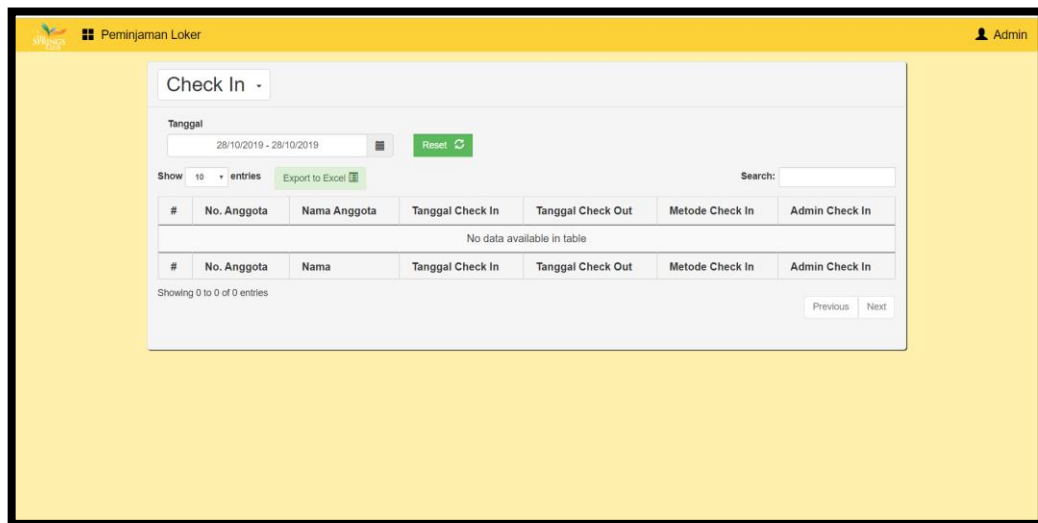 SPRINGS CLUB
Peminjaman Loker
Admin
Check In
Tanggal
28/10/2019 - 28/10/2019
Reset
Show 10 entries
Export to Excel
Search:
# No. Anggota Nama Anggota Tanggal Check In Tanggal Check Out Metode Check In Admin Check In
No data available in table
# No. Anggota Nama Tanggal Check In Tanggal Check Out Metode Check In Admin Check In
Showing 0 to 0 of 0 entries
Previous Next